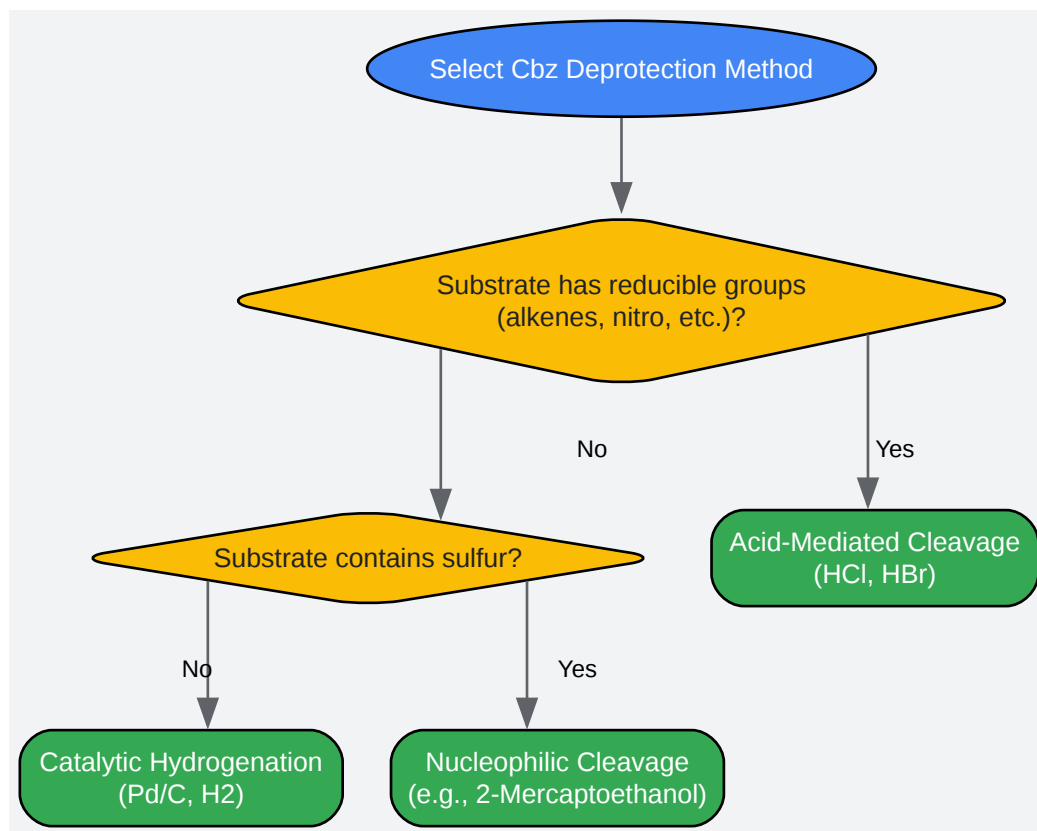 Select Cbz Deprotection Method
Substrate has reducible groups
(alkenes, nitro, etc.)?
No
Yes
Substrate contains sulfur?
Acid-Mediated Cleavage
(HCl, HBr)
No
Yes
Catalytic Hydrogenation
(Pd/C, H2)
Nucleophilic Cleavage
(e.g., 2-Mercaptoethanol)